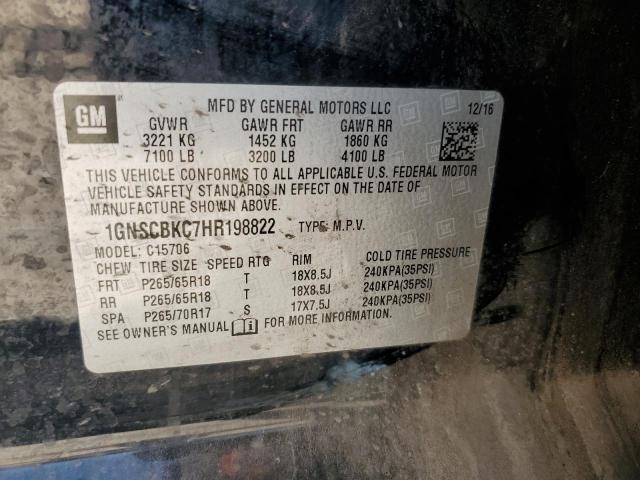 GM
MFD BY GENERAL MOTORS LLC 12/16
GVWR GAWR FRT GAWR RR
3221 KG 1452 KG 1860 KG
7100 LB 3200 LB 4100 LB
THIS VEHICLE CONFORMS TO ALL APPLICABLE U.S. FEDERAL MOTOR
VEHICLE SAFETY STANDARDS IN EFFECT ON THE DATE OF
MANUFACTURE SHOWN ABOVE.
1GNSCBKC7HR198822 TYPE: M.P.V.
MODEL: C15706
CHEW TIRE SIZE SPEED RTG RIM COLD TIRE PRESSURE
FRT P265/65R18 T 18X8.5J 240KPA(35PSI)
RR P265/65R18 T 18X8.5J 240KPA(35PSI)
SPA P265/70R17 S 17X7.5J 240KPA(35PSI)
SEE OWNER'S MANUAL FOR MORE INFORMATION.